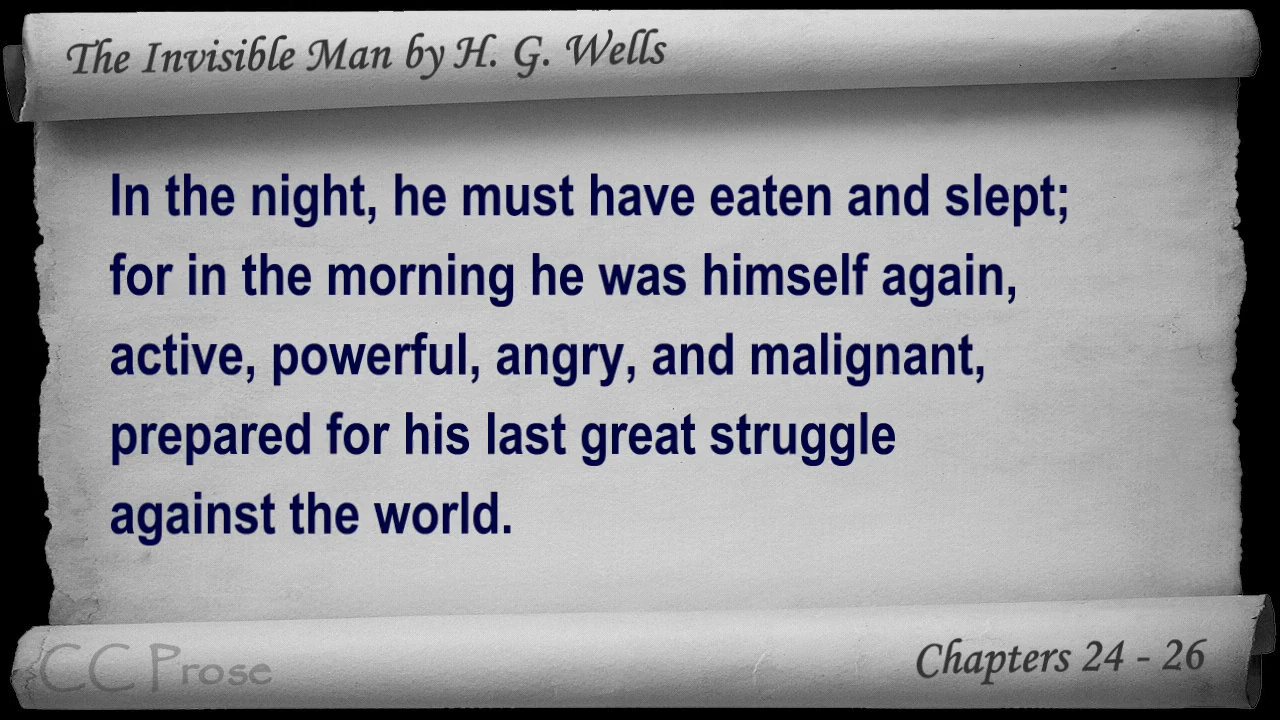 The Invisible Man by H. G. Wells
In the night, he must have eaten and slept;
for in the morning he was himself again,
active, powerful, angry, and malignant,
prepared for his last great struggle
against the world.
CC Prose
Chapters 24 - 26